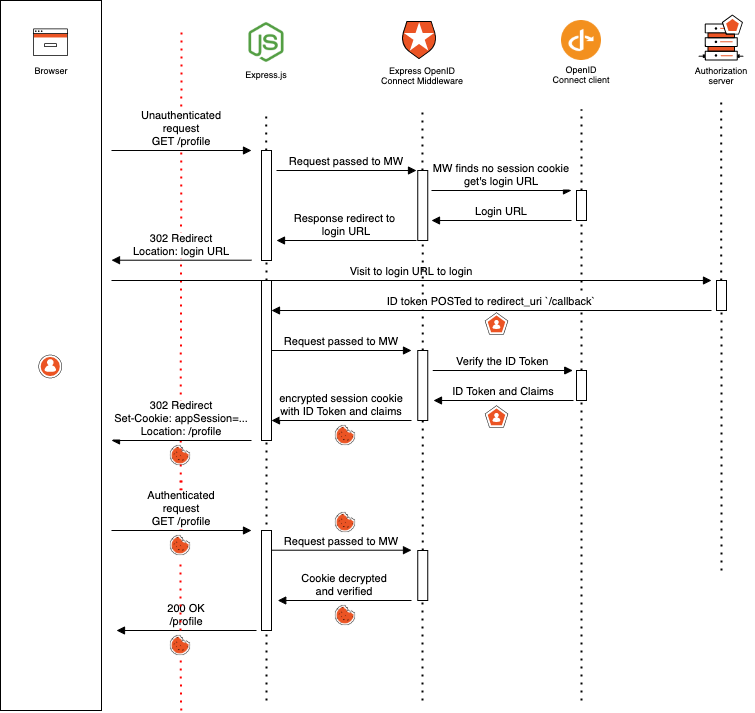 Browser
JS
Express.js
Express OpenID
Connect Middleware
OpenID
Connect client
Authorization
server
Unauthenticated
request
GET /profile
Request passed to MW
MW finds no session cookie
get's login URL
Login URL
Response redirect to
login URL
302 Redirect
Location: login URL
Visit to login URL to login
ID token POSTed to redirect_uri `/callback`
Request passed to MW
Verify the ID Token
ID Token and Claims
encrypted session cookie
with ID Token and claims
302 Redirect
Set-Cookie: appSession=...
Location: /profile
Authenticated
request
GET /profile
Request passed to MW
Cookie decrypted
and verified
200 OK
/profile